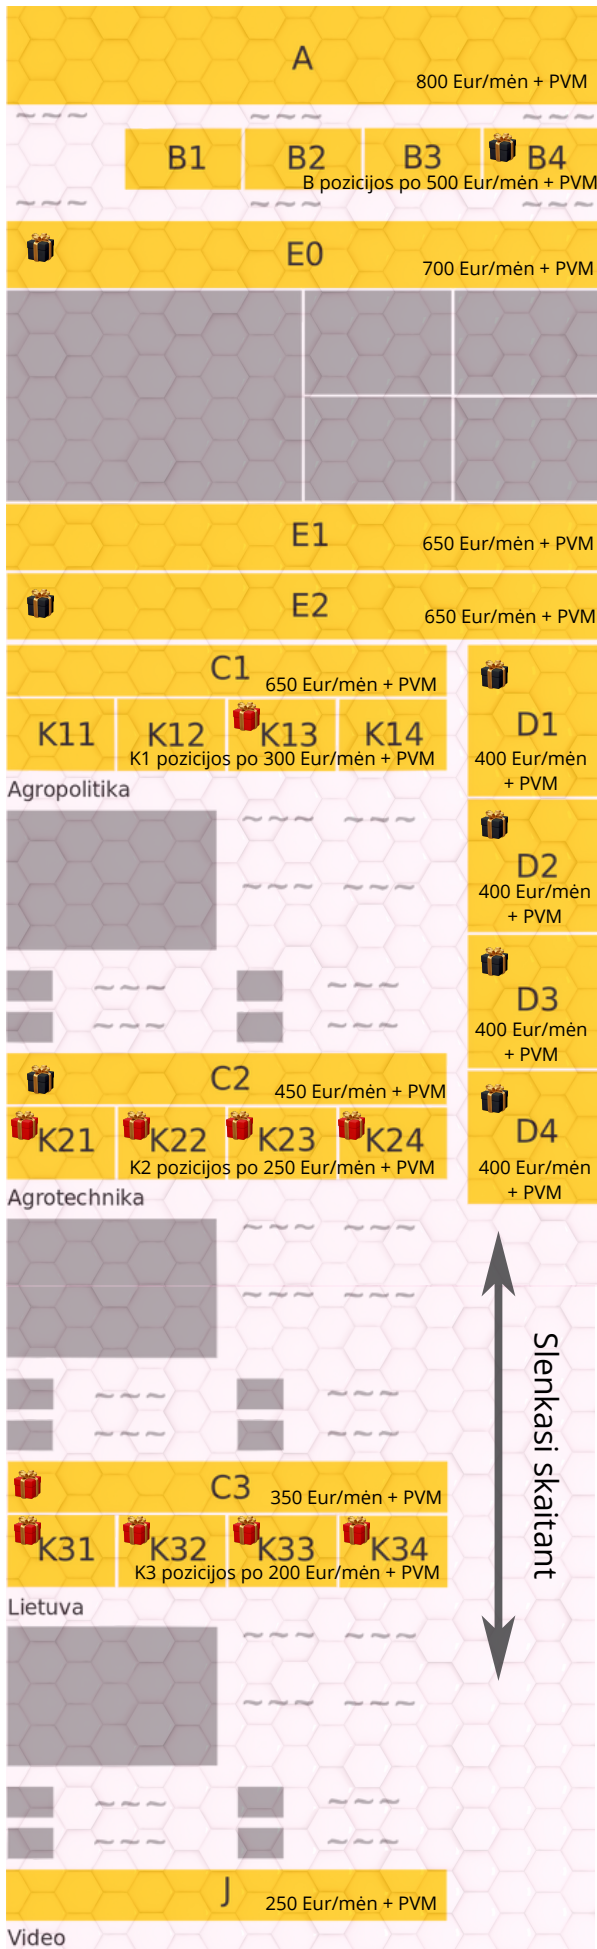 A
800 Eur/mėn + PVM
~~~ ~~~ ~~~
B1 B2 B3 B4
B pozicijos po 500 Eur/mėn + PVM
~~~ ~~~ ~~~
E0
700 Eur/mėn + PVM
E1
650 Eur/mėn + PVM
E2
650 Eur/mėn + PVM
C1
650 Eur/mėn + PVM
K11 K12 K13 K14
K1 pozicijos po 300 Eur/mėn + PVM
D1
400 Eur/mėn
+ PVM
Agropolitika
~~~ ~~~
~~~ ~~~
~~~ ~~~
~~~ ~~~
D2
400 Eur/mėn
+ PVM
D3
400 Eur/mėn
+ PVM
C2
450 Eur/mėn + PVM
K21 K22 K23 K24
K2 pozicijos po 250 Eur/mėn + PVM
D4
400 Eur/mėn
+ PVM
Agrotechnika
~~~ ~~~
~~~ ~~~
~~~ ~~~
~~~ ~~~
Slenkasi skaitant
C3
350 Eur/mėn + PVM
K31 K32 K33 K34
K3 pozicijos po 200 Eur/mėn + PVM
Lietuva
~~~ ~~~
~~~ ~~~
~~~ ~~~
~~~ ~~~
J
250 Eur/mėn + PVM
Video